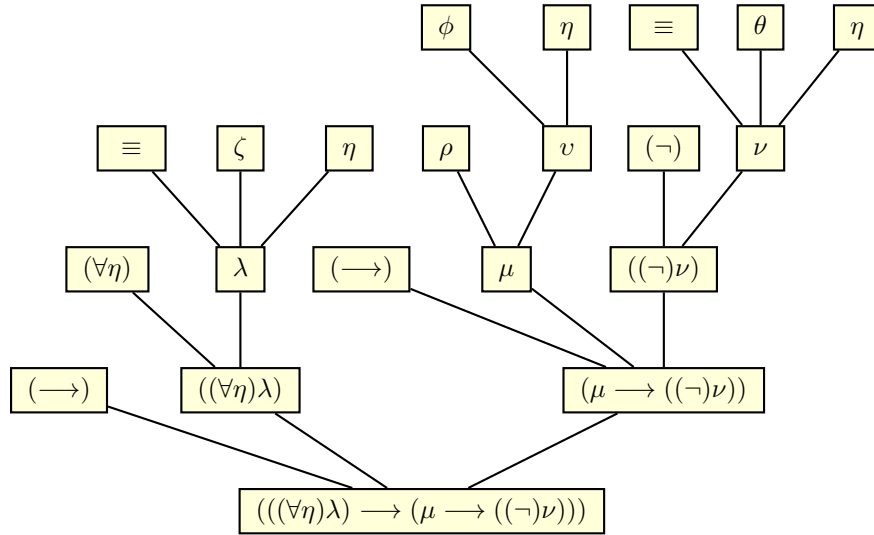 ϕ η ≡ θ η
≡ ζ η ρ υ (¬) ν
(∀η) λ (⟶) μ ((¬)ν)
(⟶) ((∀η)λ) (μ ⟶ ((¬)ν))
(((∀η)λ) ⟶ (μ ⟶ ((¬)ν)))